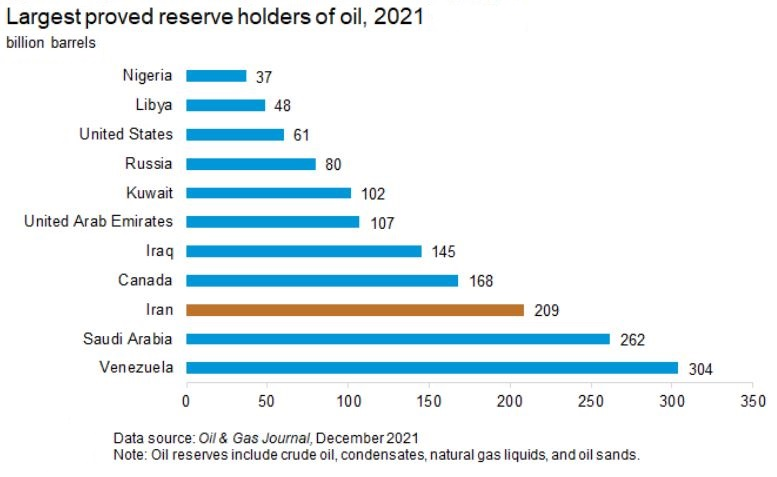 Largest proved reserve holders of oil, 2021
billion barrels
Nigeria 37
Libya 48
United States 61
Russia 80
Kuwait 102
United Arab Emirates 107
Iraq 145
Canada 168
Iran 209
Saudi Arabia 262
Venezuela 304
0 50 100 150 200 250 300 350
Data source: Oil & Gas Journal, December 2021
Note: Oil reserves include crude oil, condensates, natural gas liquids, and oil sands.